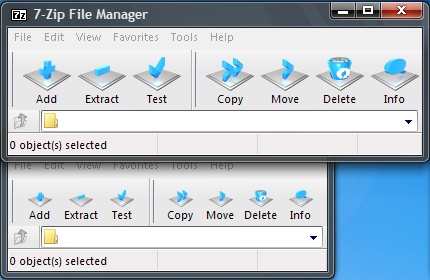 7-Zip File Manager
File Edit View Favorites Tools Help
Add Extract Test Copy Move Delete Info
0 object(s) selected
File Edit View Favorites Tools Help
Add Extract Test Copy Move Delete Info
0 object(s) selected